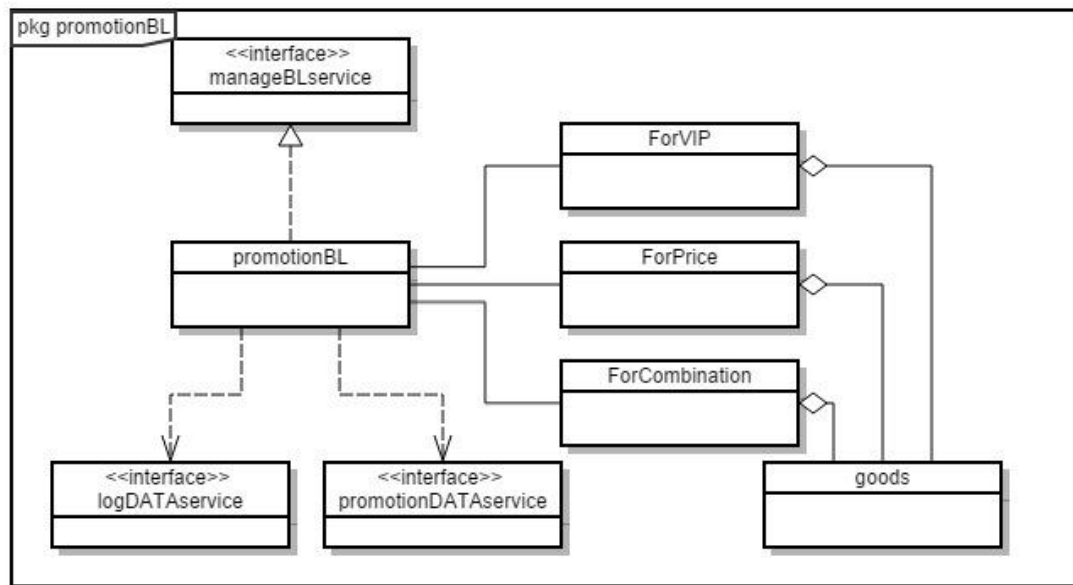 pkg promotionBL
<<interface>>
manageBLservice
ForVIP
promotionBL
ForPrice
ForCombination
<<interface>>
logDATAservice
<<interface>>
promotionDATAservice
goods